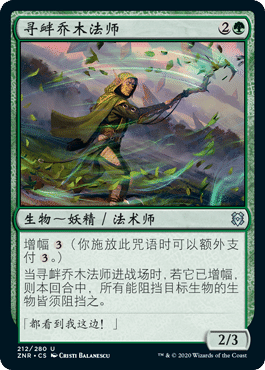 寻衅乔木法师 2
生物～妖精 / 法术师
增幅 3（你施放此咒语时可以额外支
付 3。）
当寻衅乔木法师进战场时，若它已增幅，
则本回合中，所有能阻挡目标生物的生
物皆须阻挡之。
「都看到我这边！」
212/280 U
ZNR • CS CRISTI BALANESCU
2/3
™ & © 2020 Wizards of the Coast